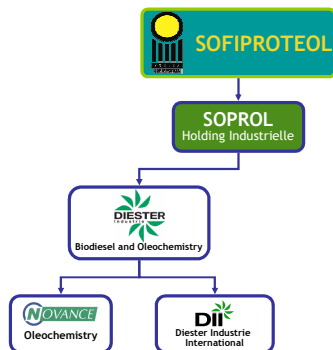 SOFIPROTEOL
SOPROL
Holding Industrielle
DIESTER
Industrie
Biodiesel and Oleochemistry
NOVANCE
Oleochemistry
Dii
Diester Industrie
International